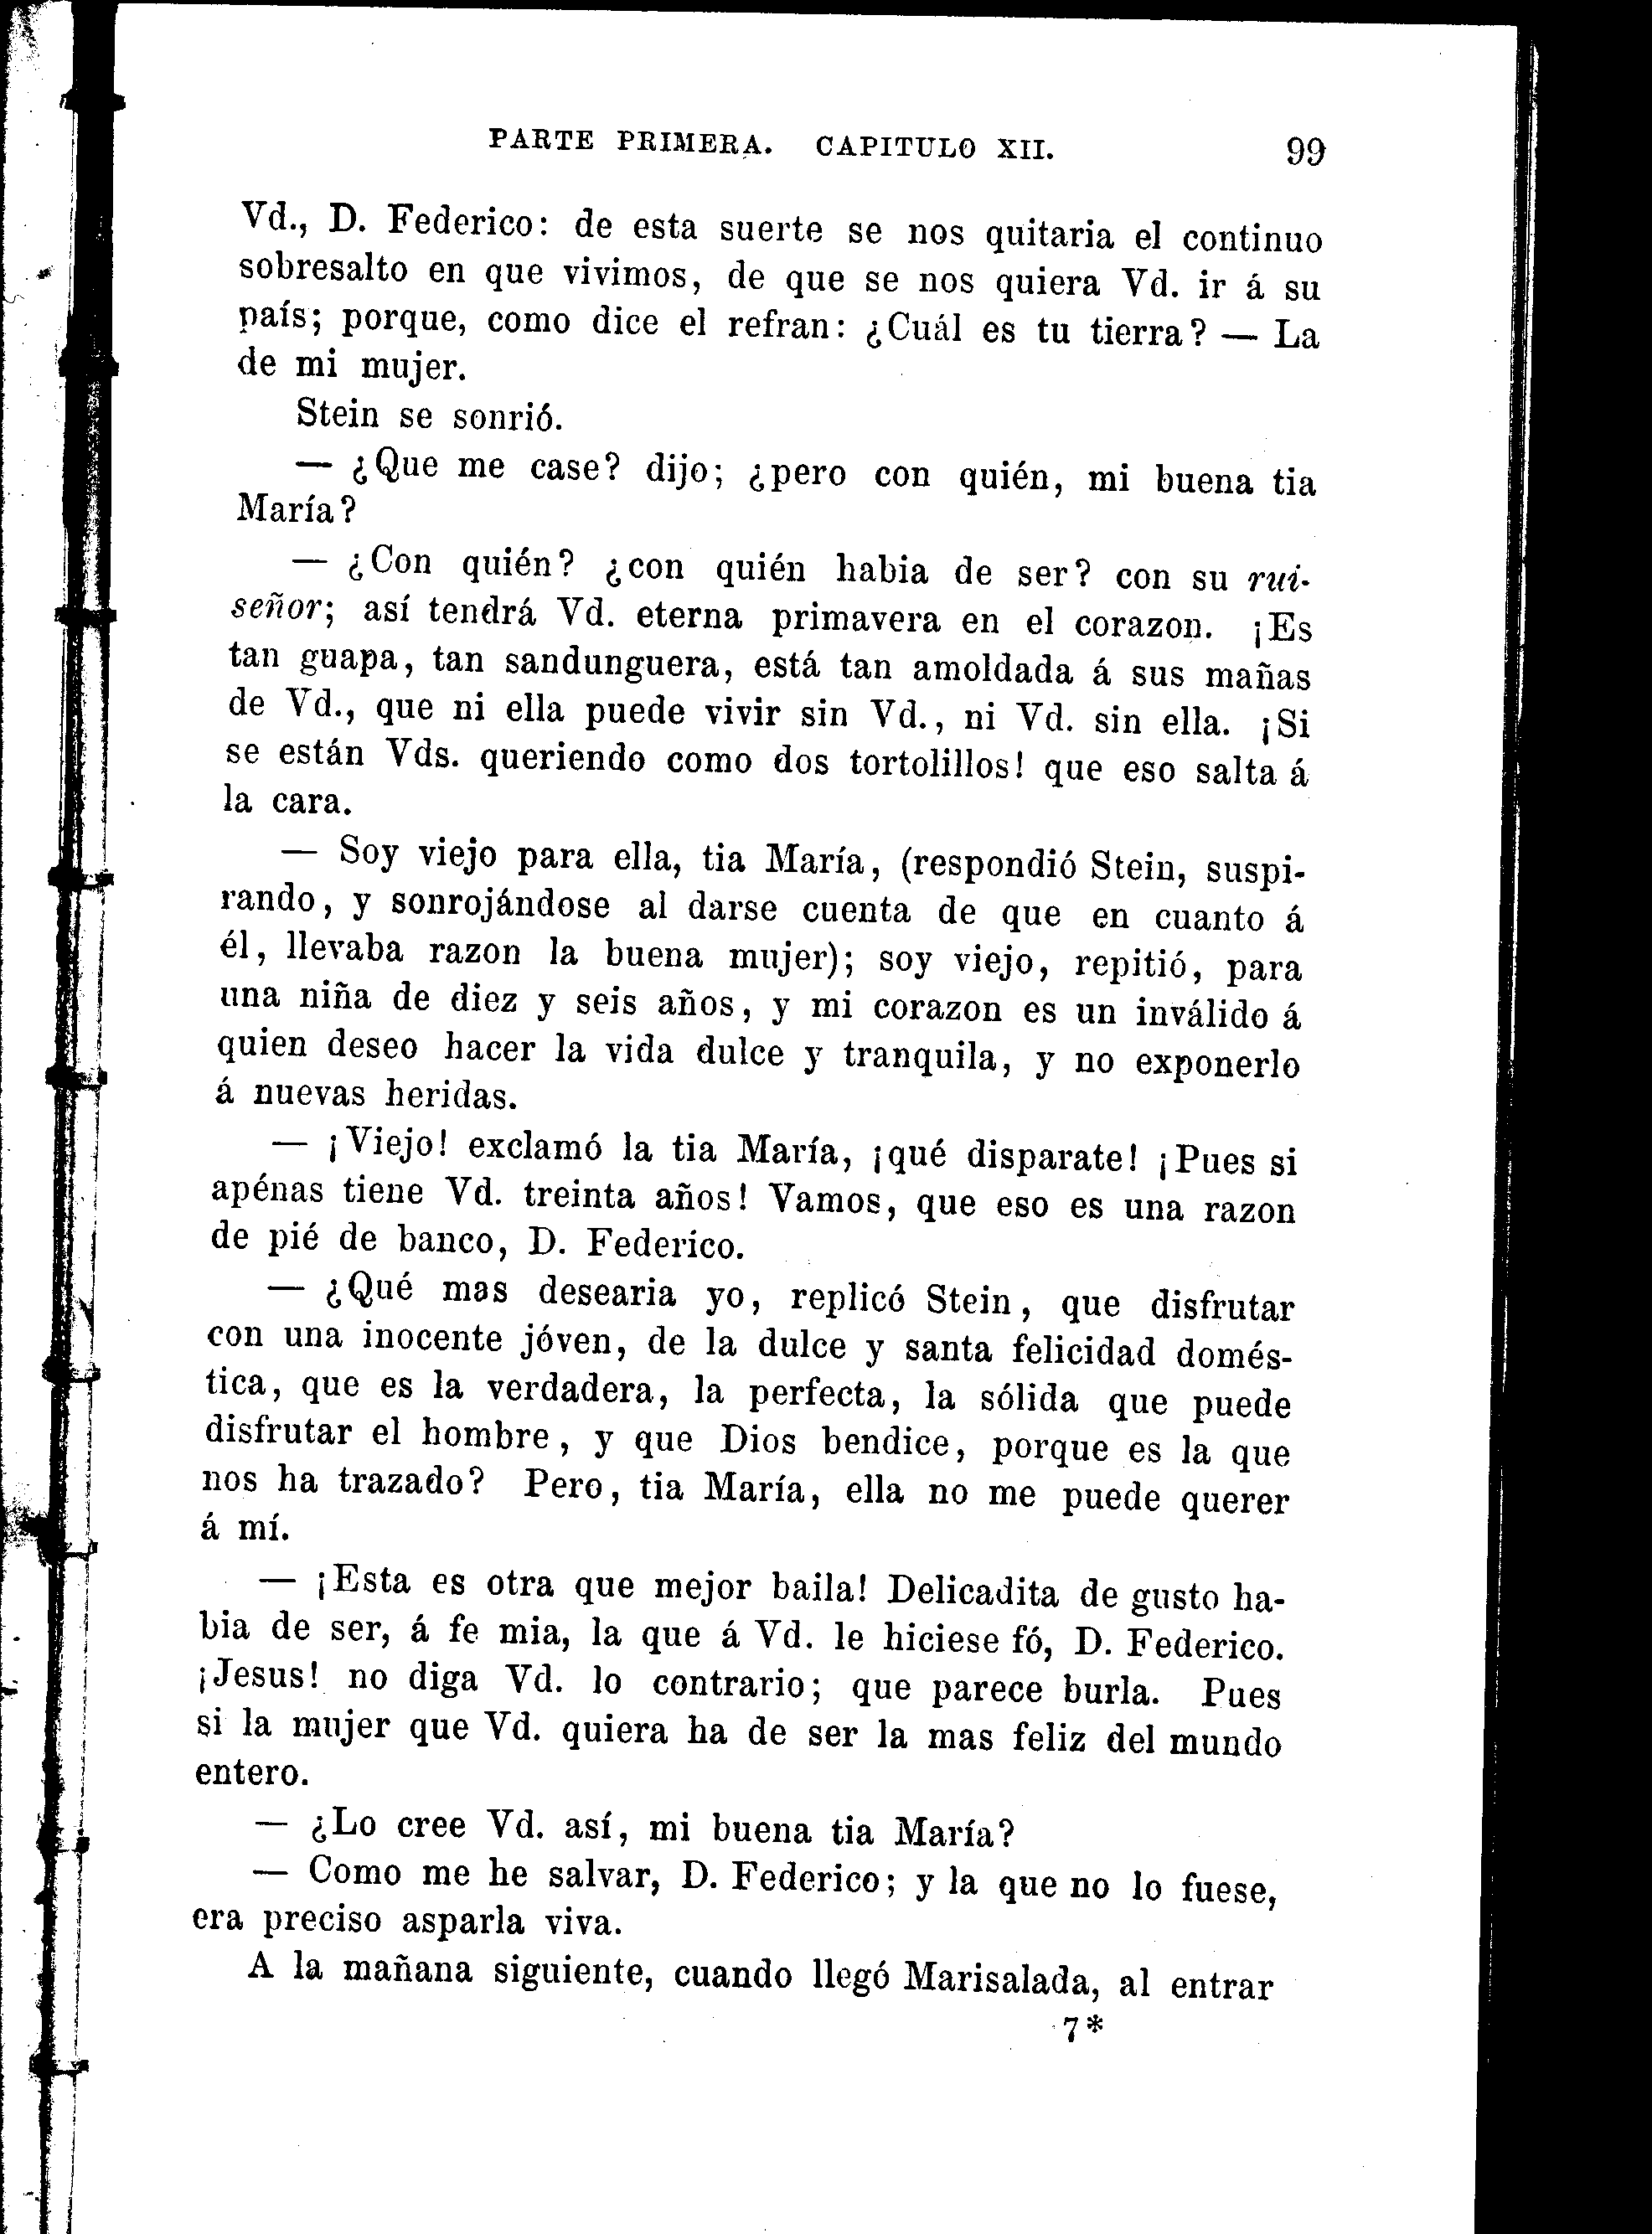 PARTE PRIMERA. CAPITULO XII. 99
Vd., D. Federico: de esta suerte se nos quitaria el continuo
sobresalto en que vivimos, de que se nos quiera Vd. ir á su
país; porque, como dice el refran: ¿Cuál es tu tierra? — La
de mi mujer.
Stein se sonrió.
— ¿Que me case? dijo; ¿pero con quién, mi buena tia
María?
— ¿Con quién? ¿con quién habia de ser? con su rui-
señor; así tendrá Vd. eterna primavera en el corazon. ¡Es
tan guapa, tan sandunguera, está tan amoldada á sus mañas
de Vd., que ni ella puede vivir sin Vd., ni Vd. sin ella. ¡Si
se están Vds. queriendo como dos tortolillos! que eso salta á
la cara.
— Soy viejo para ella, tia María, (respondió Stein, suspi-
rando, y sonrojándose al darse cuenta de que en cuanto á
él, llevaba razon la buena mujer); soy viejo, repitió, para
una niña de diez y seis años, y mi corazon es un inválido á
quien deseo hacer la vida dulce y tranquila, y no exponerlo
á nuevas heridas.
— ¡Viejo! exclamó la tia María, ¡qué disparate! ¡Pues si
apénas tiene Vd. treinta años! Vamos, que eso es una razon
de pié de banco, D. Federico.
— ¿Qué mas desearia yo, replicó Stein, que disfrutar
con una inocente jóven, de la dulce y santa felicidad domés-
tica, que es la verdadera, la perfecta, la sólida que puede
disfrutar el hombre, y que Dios bendice, porque es la que
nos ha trazado? Pero, tia María, ella no me puede querer
á mí.
— ¡Esta es otra que mejor baila! Delicadita de gusto ha-
bia de ser, á fe mia, la que á Vd. le hiciese fó, D. Federico.
¡Jesus! no diga Vd. lo contrario; que parece burla. Pues
si la mujer que Vd. quiera ha de ser la mas feliz del mundo
entero.
— ¿Lo cree Vd. así, mi buena tia María?
— Como me he salvar, D. Federico; y la que no lo fuese,
era preciso asparla viva.
A la mañana siguiente, cuando llegó Marisalada, al entrar
7*